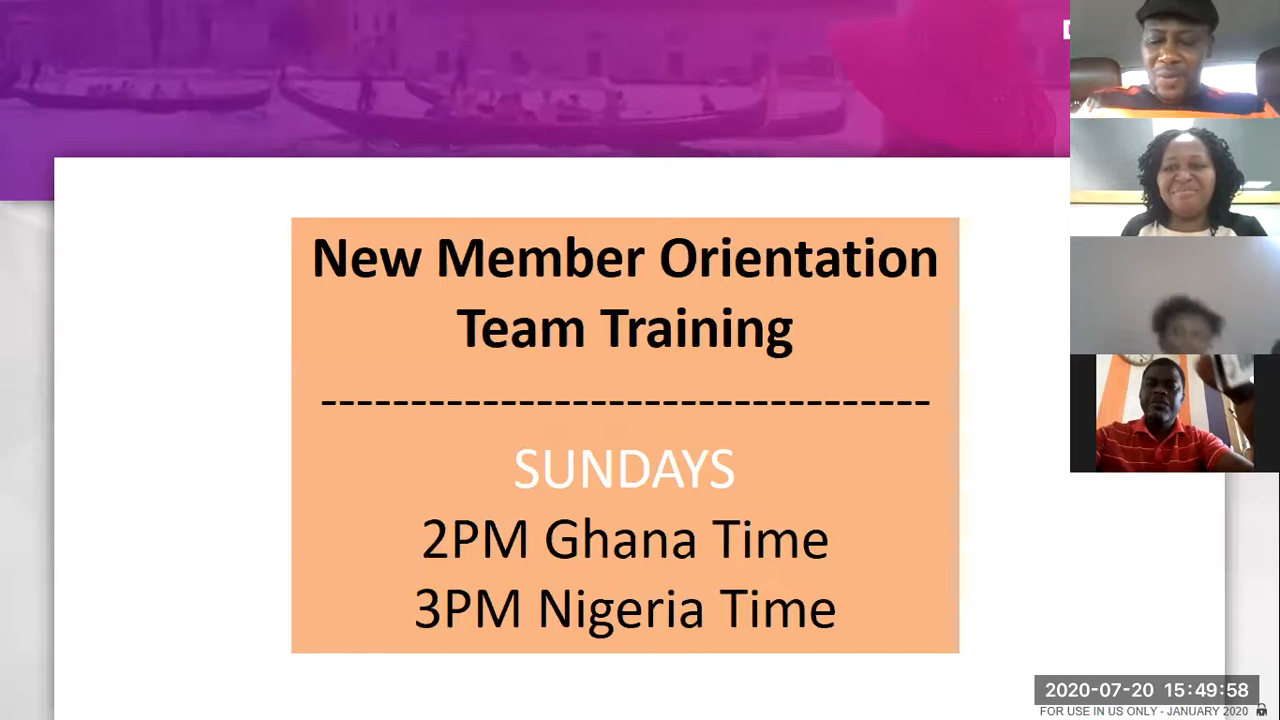 New Member Orientation
Team Training
----------------------------------
SUNDAYS
2PM Ghana Time
3PM Nigeria Time
2020-07-20 15:49:58
FOR USE IN US ONLY - JANUARY 2020